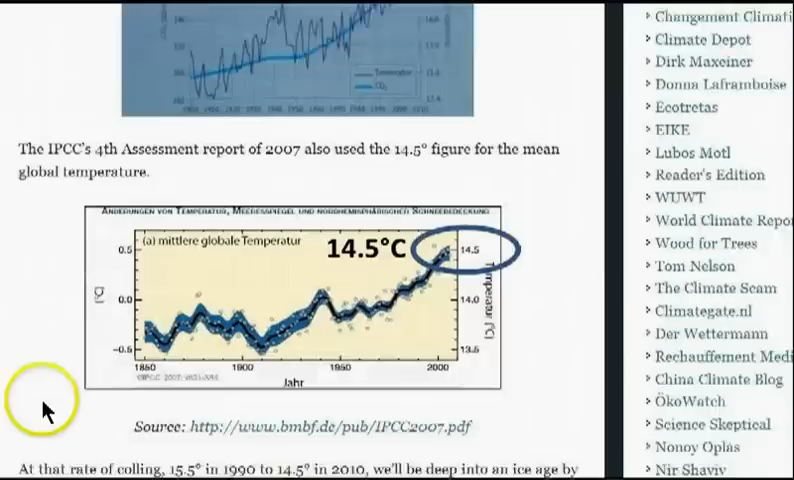 Temperatur
CO₂
The IPCC's 4th Assessment report of 2007 also used the 14.5° figure for the mean
global temperature.
Änderungen von Temperatur, Meeresspiegel und nordhemisphärischer Schneebedeckung
(a) mittlere globale Temperatur
14.5°C
0.5
14.5
[°C]
0.0
14.0
Temperatur [°C]
-0.5
13.5
1850
1900
1950
2000
Jahr
Source: http://www.bmbf.de/pub/IPCC2007.pdf
At that rate of colling, 15.5° in 1990 to 14.5° in 2010, we'll be deep into an ice age by
Changement Climati
Climate Depot
Dirk Maxeiner
Donna Laframboise
Ecotretas
EIKE
Lubos Motl
Reader's Edition
WUWT
World Climate Repo
Wood for Trees
Tom Nelson
The Climate Scam
Climategate.nl
Der Wettermann
Rechauffement Medi
China Climate Blog
ÖkoWatch
Science Skeptical
Nonoy Oplas
Nir Shaviv